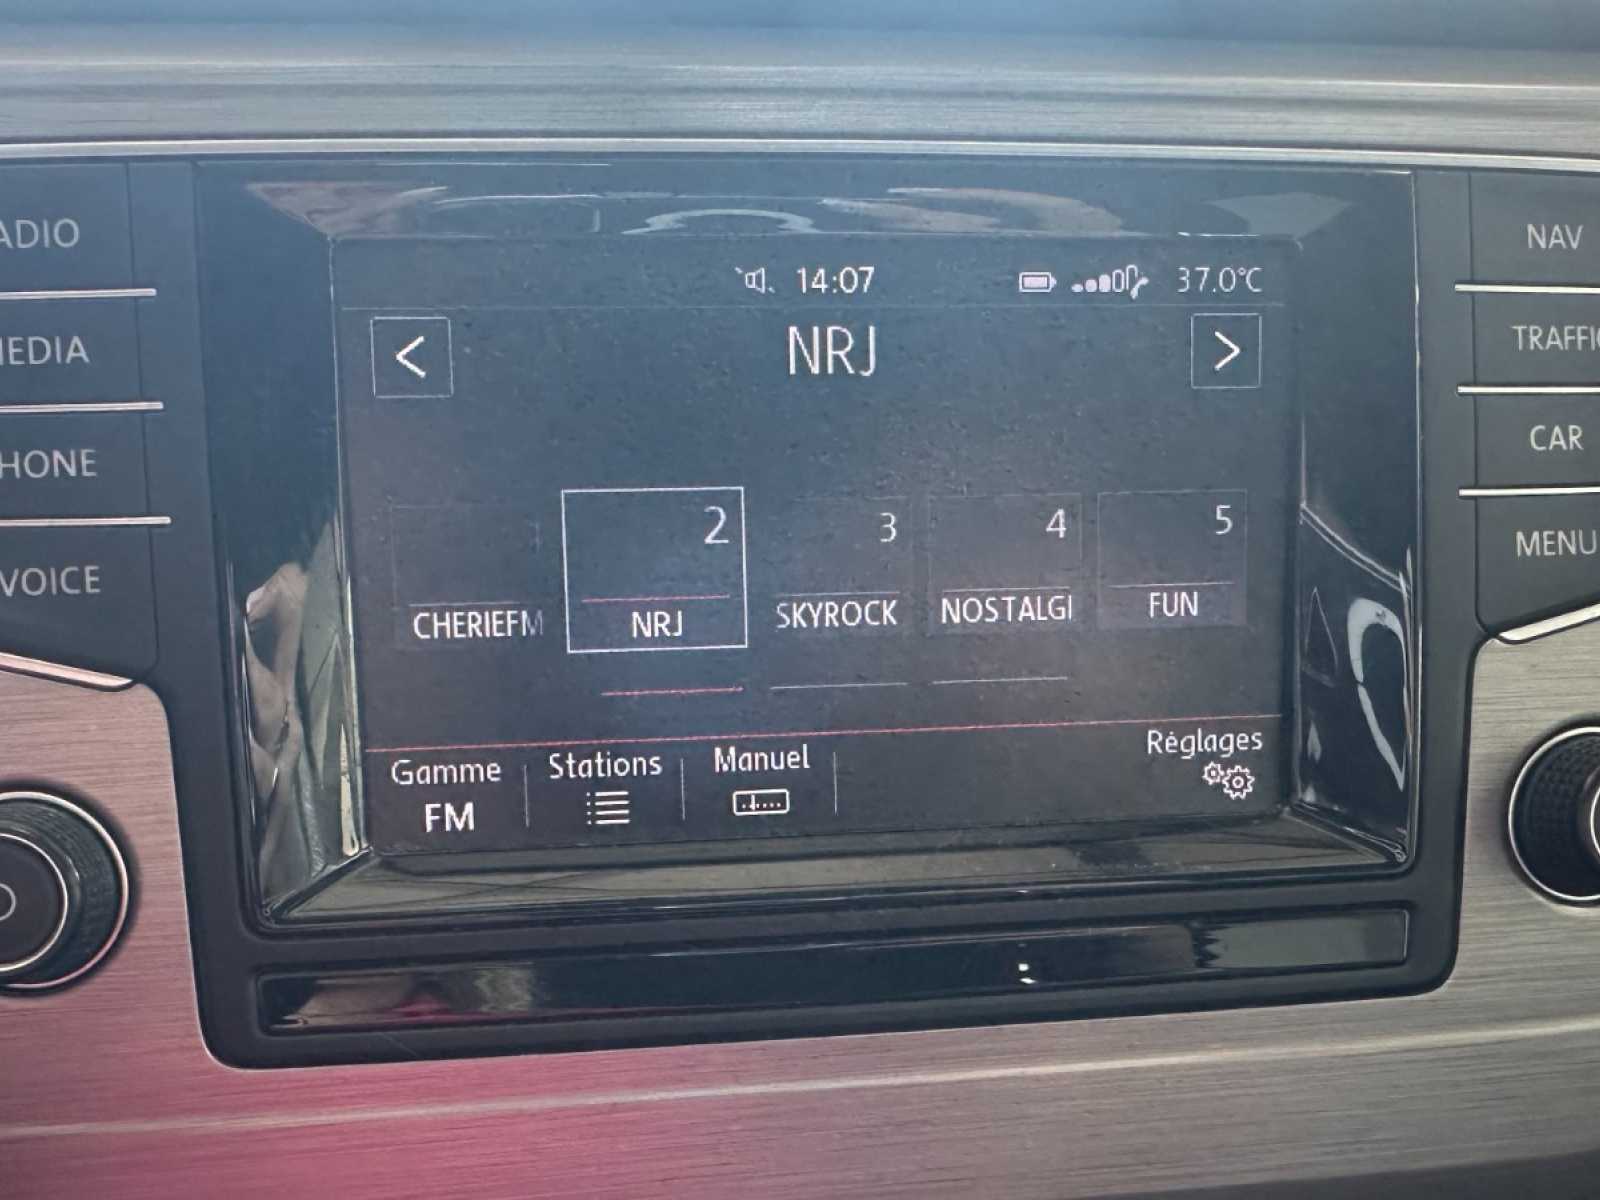 ADIO
EDIA
HONE
VOICE
14:07
37.0°C
<
NRJ
>
2
3
4
5
CHERIEFM
NRJ
SKYROCK
NOSTALGI
FUN
Gamme
FM
Stations
Manuel
Réglages
NAV
TRAFFIC
CAR
MENU